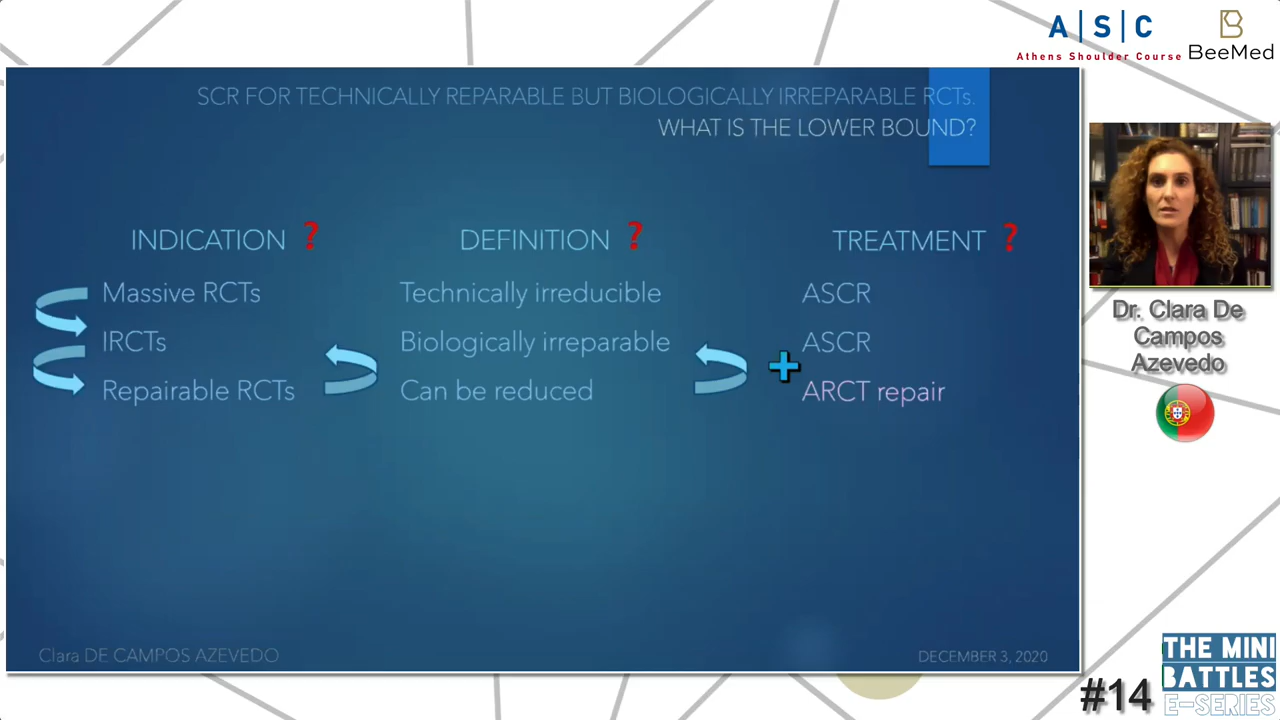 A|S|C
Athens Shoulder Course
BeeMed
SCR FOR TECHNICALLY REPARABLE BUT BIOLOGICALLY IRREPARABLE RCTs.
WHAT IS THE LOWER BOUND?
INDICATION ?
DEFINITION ?
TREATMENT ?
Massive RCTs
Technically irreducible
ASCR
IRCTs
Biologically irreparable
ASCR
Repairable RCTs
Can be reduced
ARCT repair
Clara DE CAMPOS AZEVEDO
DECEMBER 3, 2020
Dr. Clara De
Campos
Azevedo
#14
THE MINI
BATTLES
E-SERIES